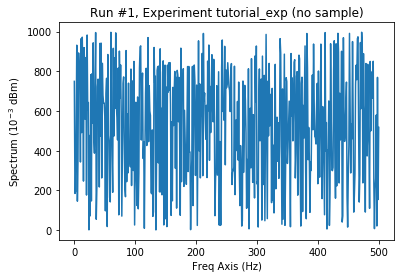 Run #1, Experiment tutorial_exp (no sample)
Spectrum (10⁻³ dBm)
1000
800
600
400
200
0
0 100 200 300 400 500
Freq Axis (Hz)